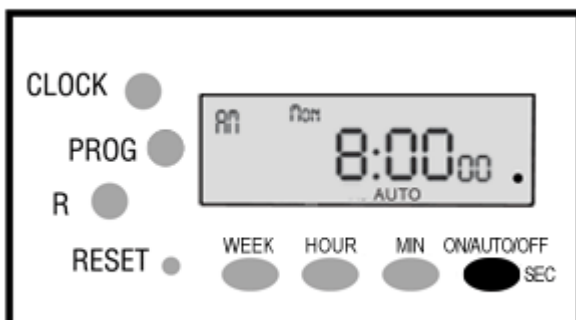 CLOCK
AM MON
PROG
8:00 00 .
AUTO
R
RESET
WEEK HOUR MIN ON/AUTO/OFF
SEC